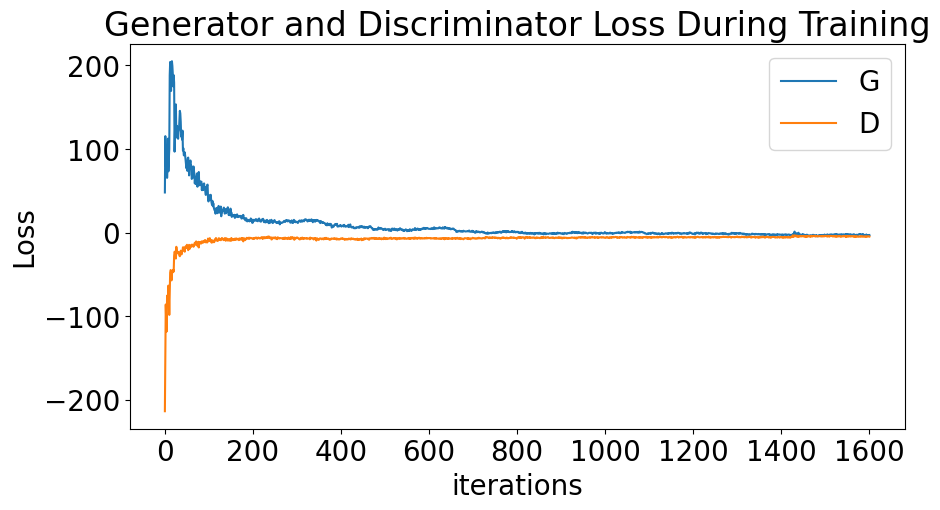 Generator and Discriminator Loss During Training
200
100
0
−100
−200
Loss
G
D
0 200 400 600 800 1000 1200 1400 1600
iterations